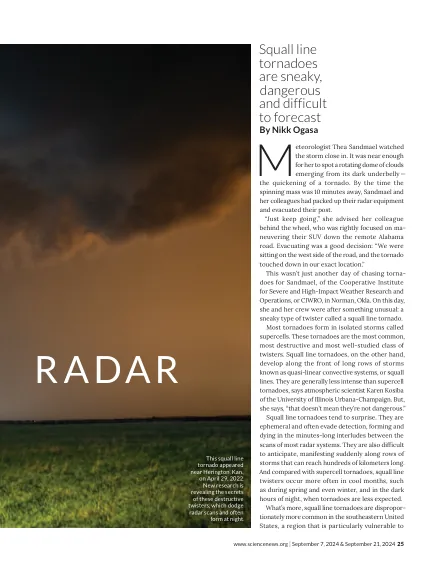 Squall line
tornadoes
are sneaky,
dangerous
and difficult
to forecast
By Nikk Ogasa
Meteorologist Thea Sandmael watched
the storm close in. It was near enough
for her to spot a rotating dome of clouds
emerging from its dark underbelly —
the quickening of a tornado. By the time the
spinning mass was 10 minutes away, Sandmael and
her colleagues had packed up their radar equipment
and evacuated their post.
“Just keep going,” she advised her colleague
behind the wheel, who was rightly focused on ma-
neuvering their SUV down the remote Alabama
road. Evacuating was a good decision: “We were
sitting on the west side of the road, and the tornado
touched down in our exact location.”
This wasn’t just another day of chasing torna-
does for Sandmael, of the Cooperative Institute
for Severe and High-Impact Weather Research and
Operations, or CIWRO, in Norman, Okla. On this day,
she and her crew were after something unusual: a
sneaky type of twister called a squall line tornado.
Most tornadoes form in isolated storms called
supercells. These tornadoes are the most common,
most destructive and most well-studied class of
twisters. Squall line tornadoes, on the other hand,
develop along the front of long rows of storms
known as quasi-linear convective systems, or squall
lines. They are generally less intense than supercell
tornadoes, says atmospheric scientist Karen Kosiba
of the University of Illinois Urbana-Champaign. But,
she says, “that doesn’t mean they’re not dangerous.”
Squall line tornadoes tend to surprise. They are
ephemeral and often evade detection, forming and
dying in the minutes-long interludes between the
scans of most radar systems. They are also difficult
to anticipate, manifesting suddenly along rows of
storms that can reach hundreds of kilometers long.
And compared with supercell tornadoes, squall line
twisters occur more often in cool months, such
as during spring and even winter, and in the dark
hours of night, when tornadoes are less expected.
What’s more, squall line tornadoes are dispropor-
tionately more common in the southeastern United
States, a region that is particularly vulnerable to
RADAR
This squall line
tornado appeared
near Herington, Kan.,
on April 29, 2022.
New research is
revealing the secrets
of these destructive
twisters, which dodge
radar scans and often
form at night.
www.sciencenews.org | September 7, 2024 & September 21, 2024 25